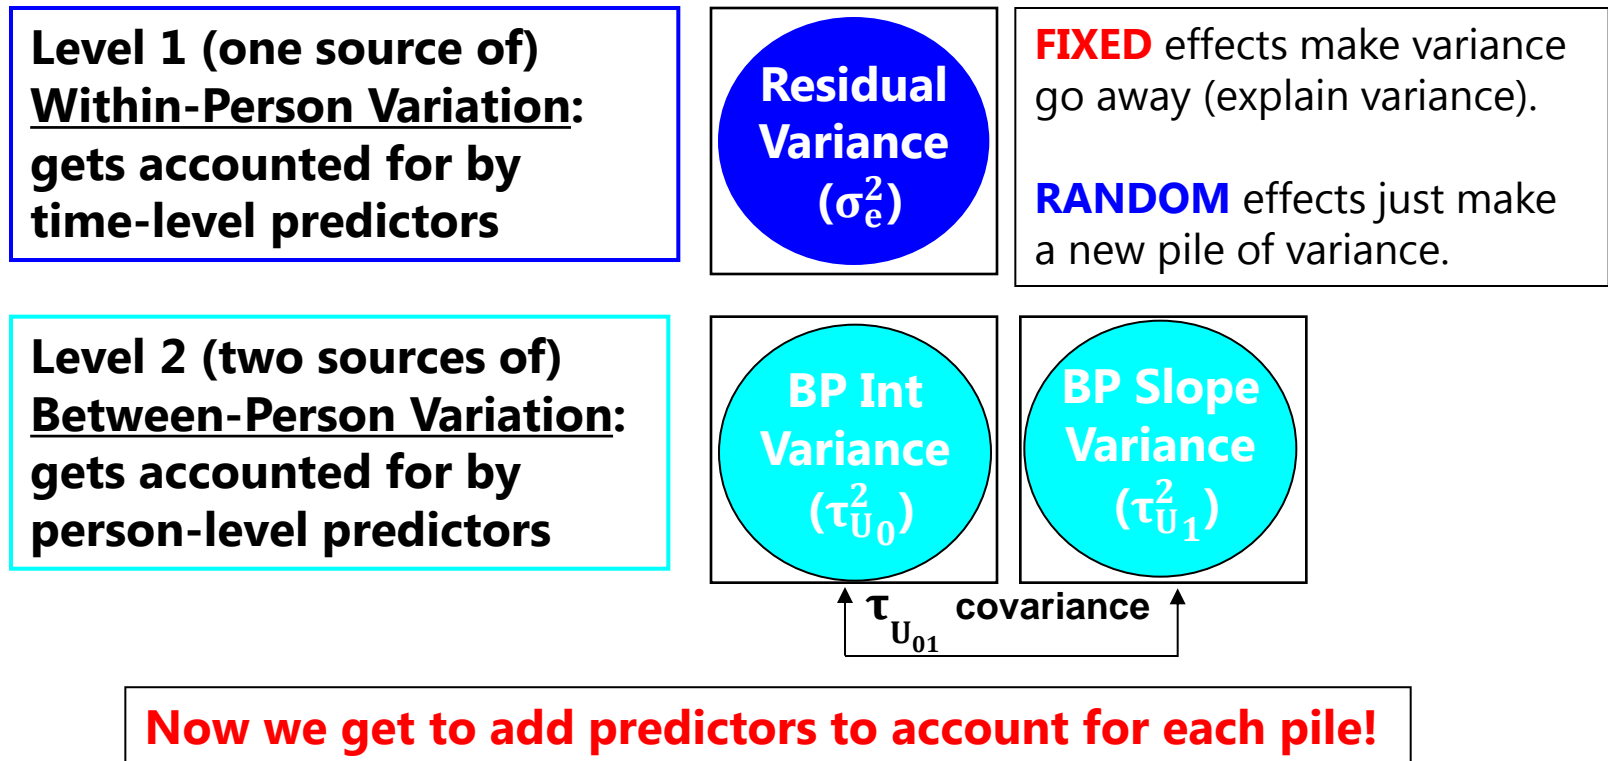 Level 1 (one source of)
Within-Person Variation:
gets accounted for by
time-level predictors
Residual
Variance
(σ²ₑ)
FIXED effects make variance
go away (explain variance).
RANDOM effects just make
a new pile of variance.
Level 2 (two sources of)
Between-Person Variation:
gets accounted for by
person-level predictors
BP Int
Variance
(τ²_U₀)
BP Slope
Variance
(τ²_U₁)
τ_U₀₁ covariance
Now we get to add predictors to account for each pile!